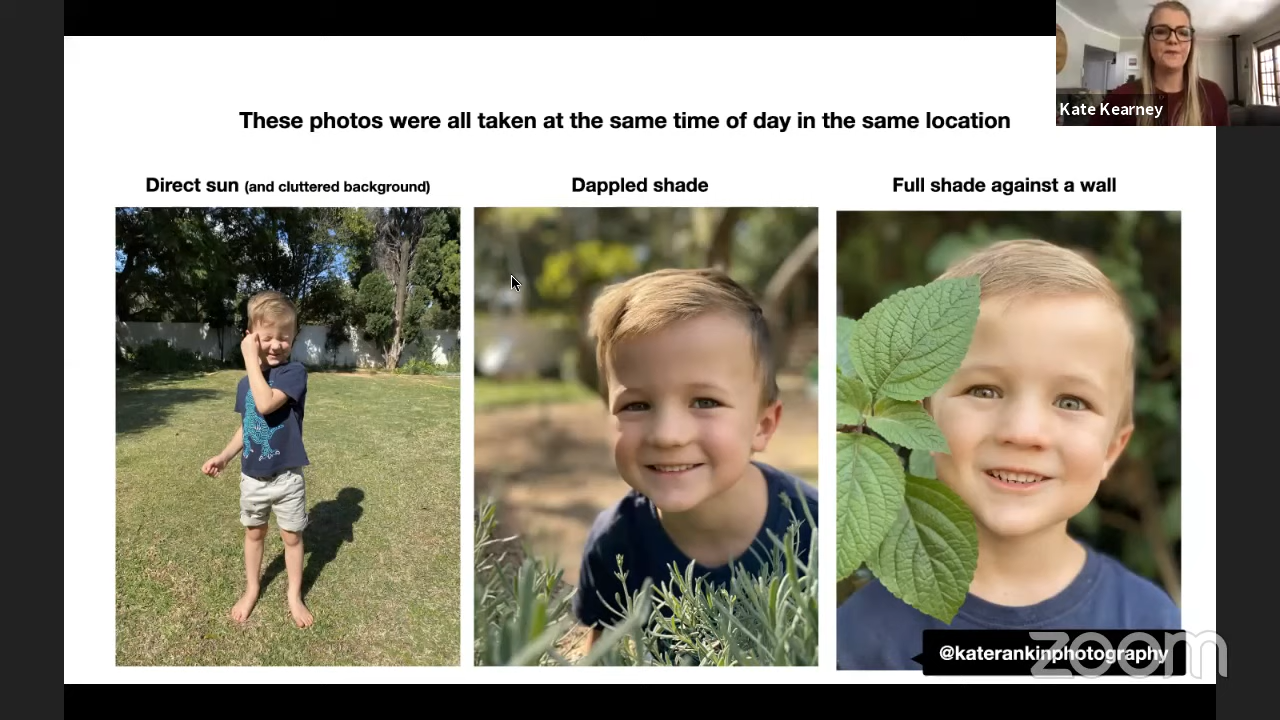 Kate Kearney
These photos were all taken at the same time of day in the same location
Direct sun (and cluttered background)
Dappled shade
Full shade against a wall
@katerankinphotography
zoom